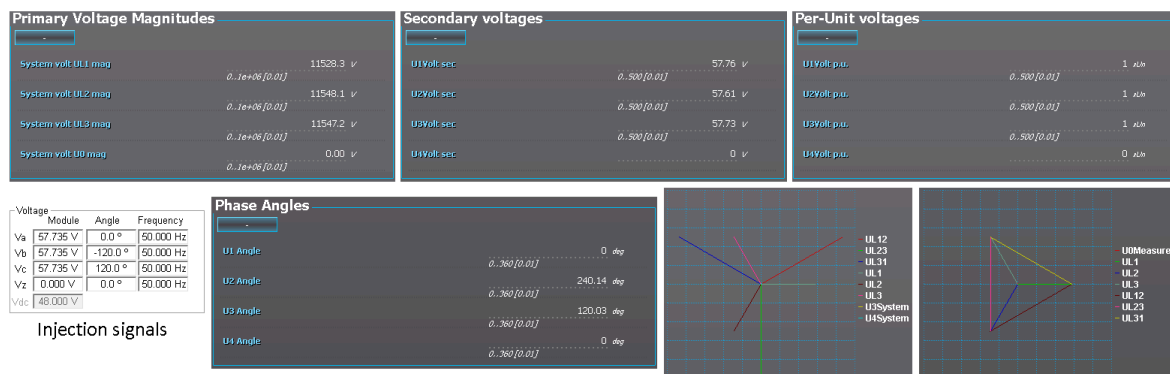 Primary Voltage Magnitudes
-
System volt UL1 mag 11528.3 V
0..1e+06 [0.01]
System volt UL2 mag 11548.1 V
0..1e+06 [0.01]
System volt UL3 mag 11547.2 V
0..1e+06 [0.01]
System volt U0 mag 0.00 V
0..1e+06 [0.01]
Secondary voltages
-
U1Volt sec 57.76 V
0..500 [0.01]
U2Volt sec 57.61 V
0..500 [0.01]
U3Volt sec 57.73 V
0..500 [0.01]
U4Volt sec 0 V
Per-Unit voltages
-
U1Volt p.u. 1 xUn
0..500 [0.01]
U2Volt p.u. 1 xUn
0..500 [0.01]
U3Volt p.u. 1 xUn
0..500 [0.01]
U4Volt p.u. 0 xUn
Voltage
Module Angle Frequency
Va 57.735 V 0.0 º 50.000 Hz
Vb 57.735 V -120.0 º 50.000 Hz
Vc 57.735 V 120.0 º 50.000 Hz
Vz 0.000 V 0.0 º 50.000 Hz
Vdc 48.000 V
Injection signals
Phase Angles
-
U1 Angle 0 deg
0..360 [0.01]
U2 Angle 240.14 deg
0..360 [0.01]
U3 Angle 120.03 deg
0..360 [0.01]
U4 Angle 0 deg
0..360 [0.01]
UL12
UL23
UL31
UL1
UL2
UL3
U3System
U4System
U0Measure
UL1
UL2
UL3
UL12
UL23
UL31